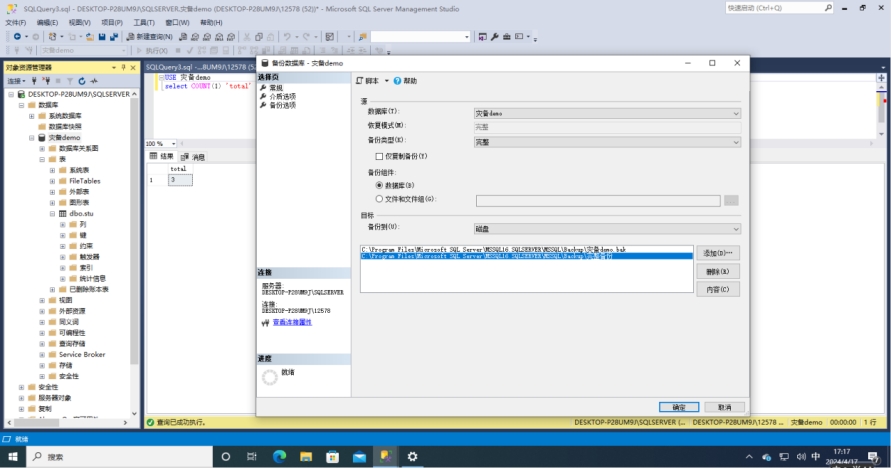 SQLQuery3.sql - DESKTOP-P28UM9J\SQLSERVER.灾备demo (DESKTOP-P28UM9J\12578 (52))* - Microsoft SQL Server Management Studio
快速启动 (Ctrl+Q)
文件(F) 编辑(E) 视图(V) 项目(P) 工具(T) 窗口(W) 帮助(H)
新建查询(N)
灾备demo
执行(X)
对象资源管理器
连接
DESKTOP-P28UM9J\SQLSERVER
数据库
系统数据库
数据库快照
灾备demo
数据库关系图
表
系统表
FileTables
外部表
图形表
dbo.stu
列
键
约束
触发器
索引
统计信息
已删除账本表
视图
外部资源
同义词
可编程性
查询存储
Service Broker
存储
安全性
安全性
服务器对象
复制
SQLQuery3.sql -...8UM9J\12578 (52
USE 灾备demo
select COUNT(1) 'total'
100 %
结果 消息
total
1 3
备份数据库 - 灾备demo
选择页
常规
介质选项
备份选项
连接
服务器:
DESKTOP-P28UM9J\SQLSERVER
连接:
DESKTOP-P28UM9J\12578
查看连接属性
进度
就绪
脚本 帮助
源
数据库(T): 灾备demo
恢复模式(M): 完整
备份类型(K): 完整
仅复制备份(Y)
备份组件:
数据库(B)
文件和文件组(G):
目标
备份到(U): 磁盘
C:\Program Files\Microsoft SQL Server\MSSQL16.SQLSERVER\MSSQL\Backup\灾备demo.bak
C:\Program Files\Microsoft SQL Server\MSSQL16.SQLSERVER\MSSQL\Backup\完整备份
添加(D)...
删除(R)
内容(C)
确定 取消
查询已成功执行。
DESKTOP-P28UM9J\SQLSERVER (... DESKTOP-P28UM9J\12578 ... 灾备demo 00:00:00 1 行
就绪
搜索
中
17:17
2024/4/17